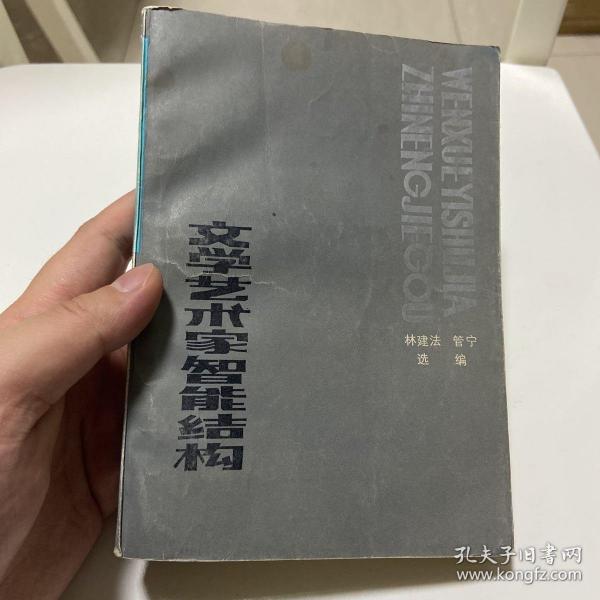 WENXUEYISHUJIA
ZHINENGJIEGOU
文学艺术家智能结构
林建法 管宁
选 编
孔夫子旧书网
www.kongfz.com